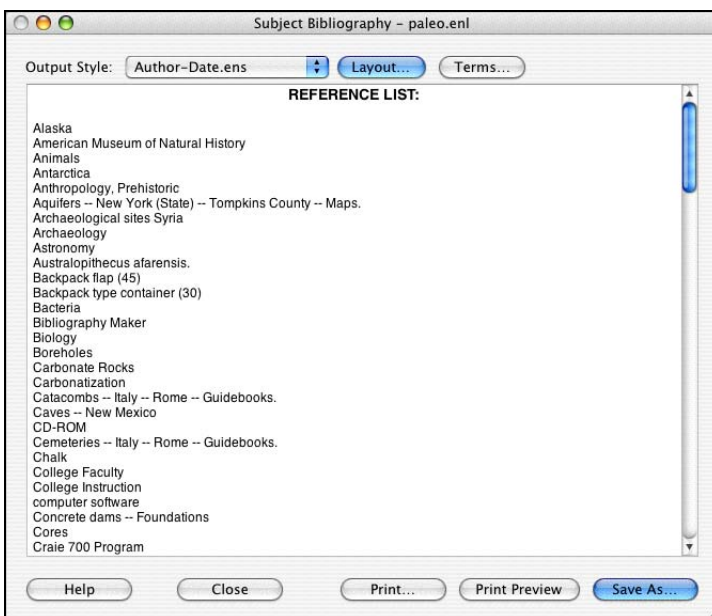 Subject Bibliography – paleo.enl
Output Style: Author-Date.ens Layout... Terms...
REFERENCE LIST:
Alaska
American Museum of Natural History
Animals
Antarctica
Anthropology, Prehistoric
Aquifers -- New York (State) -- Tompkins County -- Maps.
Archaeological sites Syria
Archaeology
Astronomy
Australopithecus afarensis.
Backpack flap (45)
Backpack type container (30)
Bacteria
Bibliography Maker
Biology
Boreholes
Carbonate Rocks
Carbonatization
Catacombs -- Italy -- Rome -- Guidebooks.
Caves -- New Mexico
CD-ROM
Cemeteries -- Italy -- Rome -- Guidebooks.
Chalk
College Faculty
College Instruction
computer software
Concrete dams -- Foundations
Cores
Craie 700 Program
Help Close Print... Print Preview Save As...